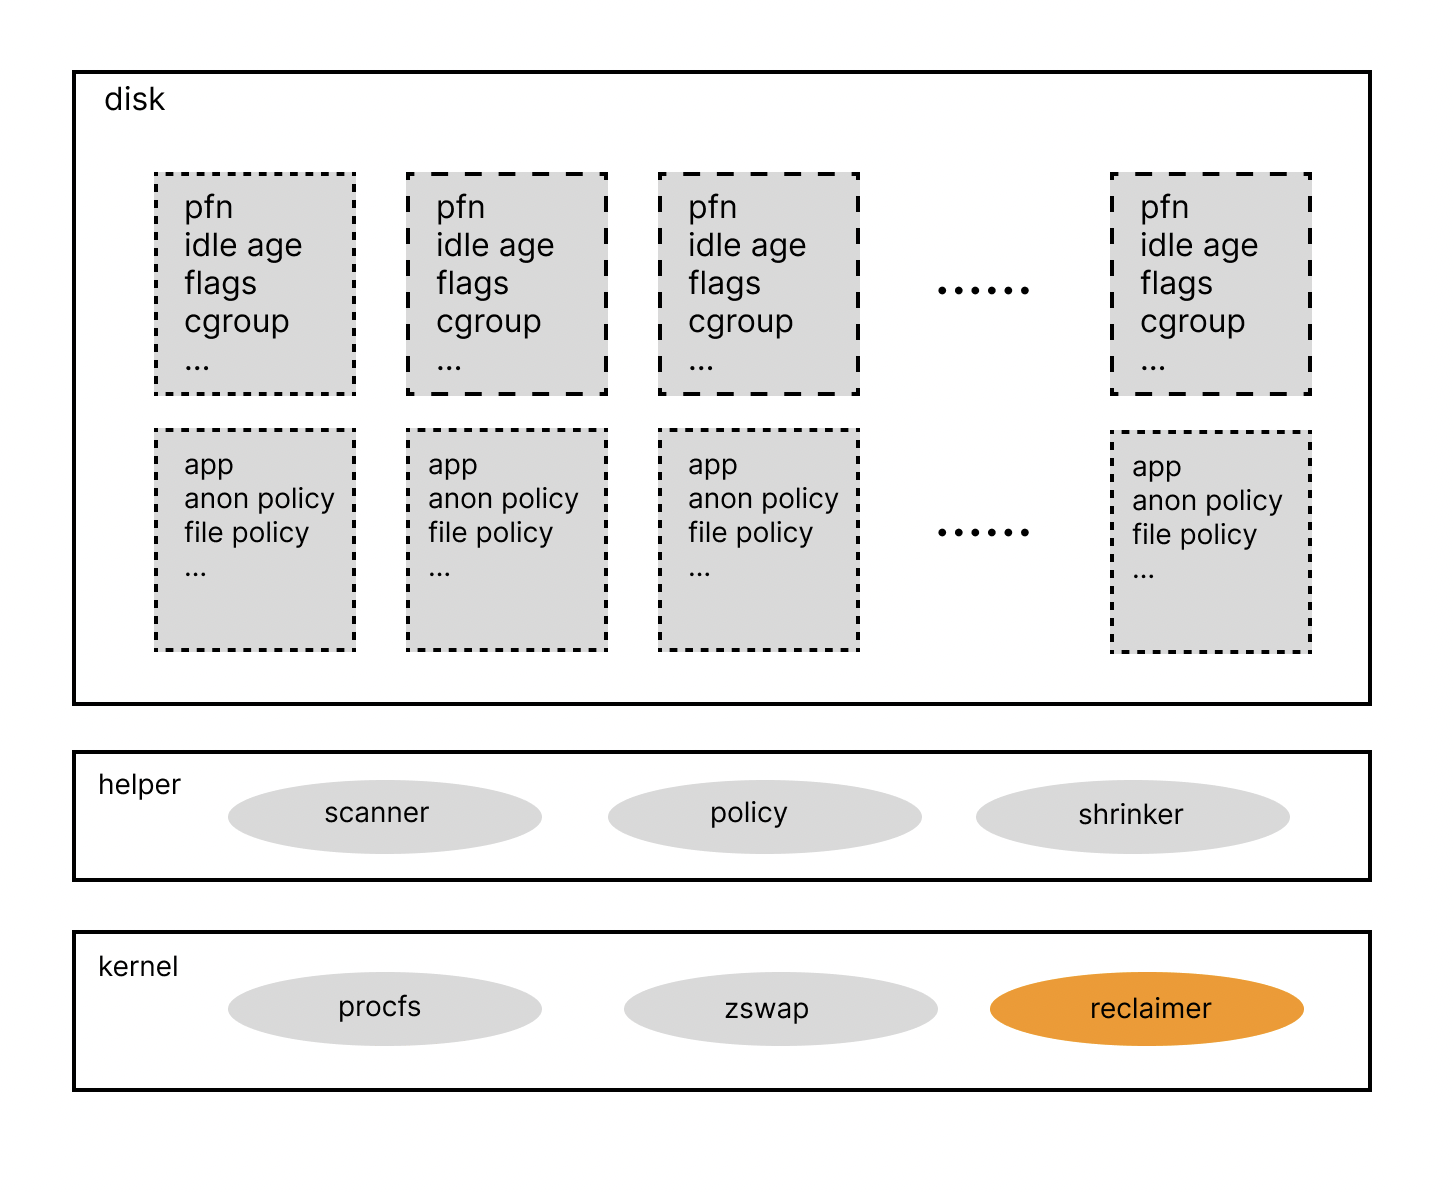 disk
pfn
idle age
flags
cgroup
...
pfn
idle age
flags
cgroup
...
pfn
idle age
flags
cgroup
...
......
pfn
idle age
flags
cgroup
...
app
anon policy
file policy
...
app
anon policy
file policy
...
app
anon policy
file policy
...
......
app
anon policy
file policy
...
helper
scanner
policy
shrinker
kernel
procfs
zswap
reclaimer